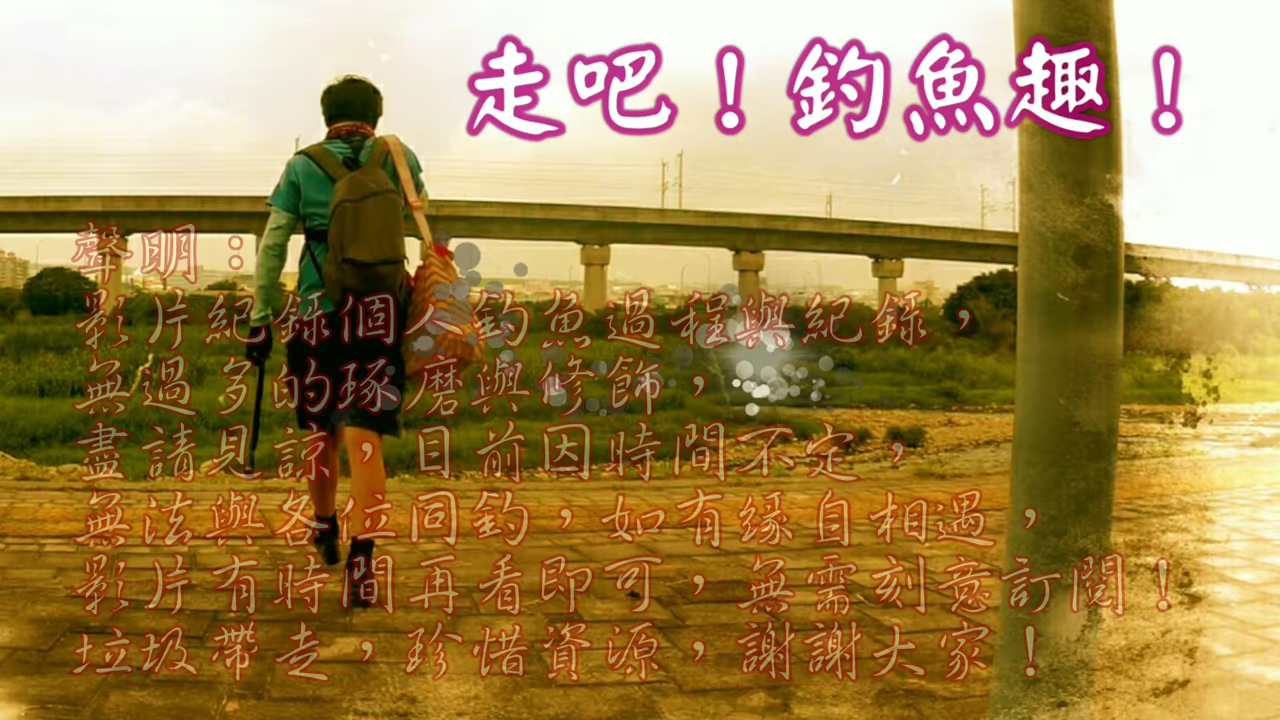 走吧！釣魚趣！
聲明：
影片紀錄個人釣魚過程與紀錄，
無過多的琢磨與修飾，
盡請見諒，目前因時間不定，
無法與各位同釣，如有緣自相遇，
影片有時間再看即可，無需刻意訂閱！
垃圾帶走，珍惜資源，謝謝大家！